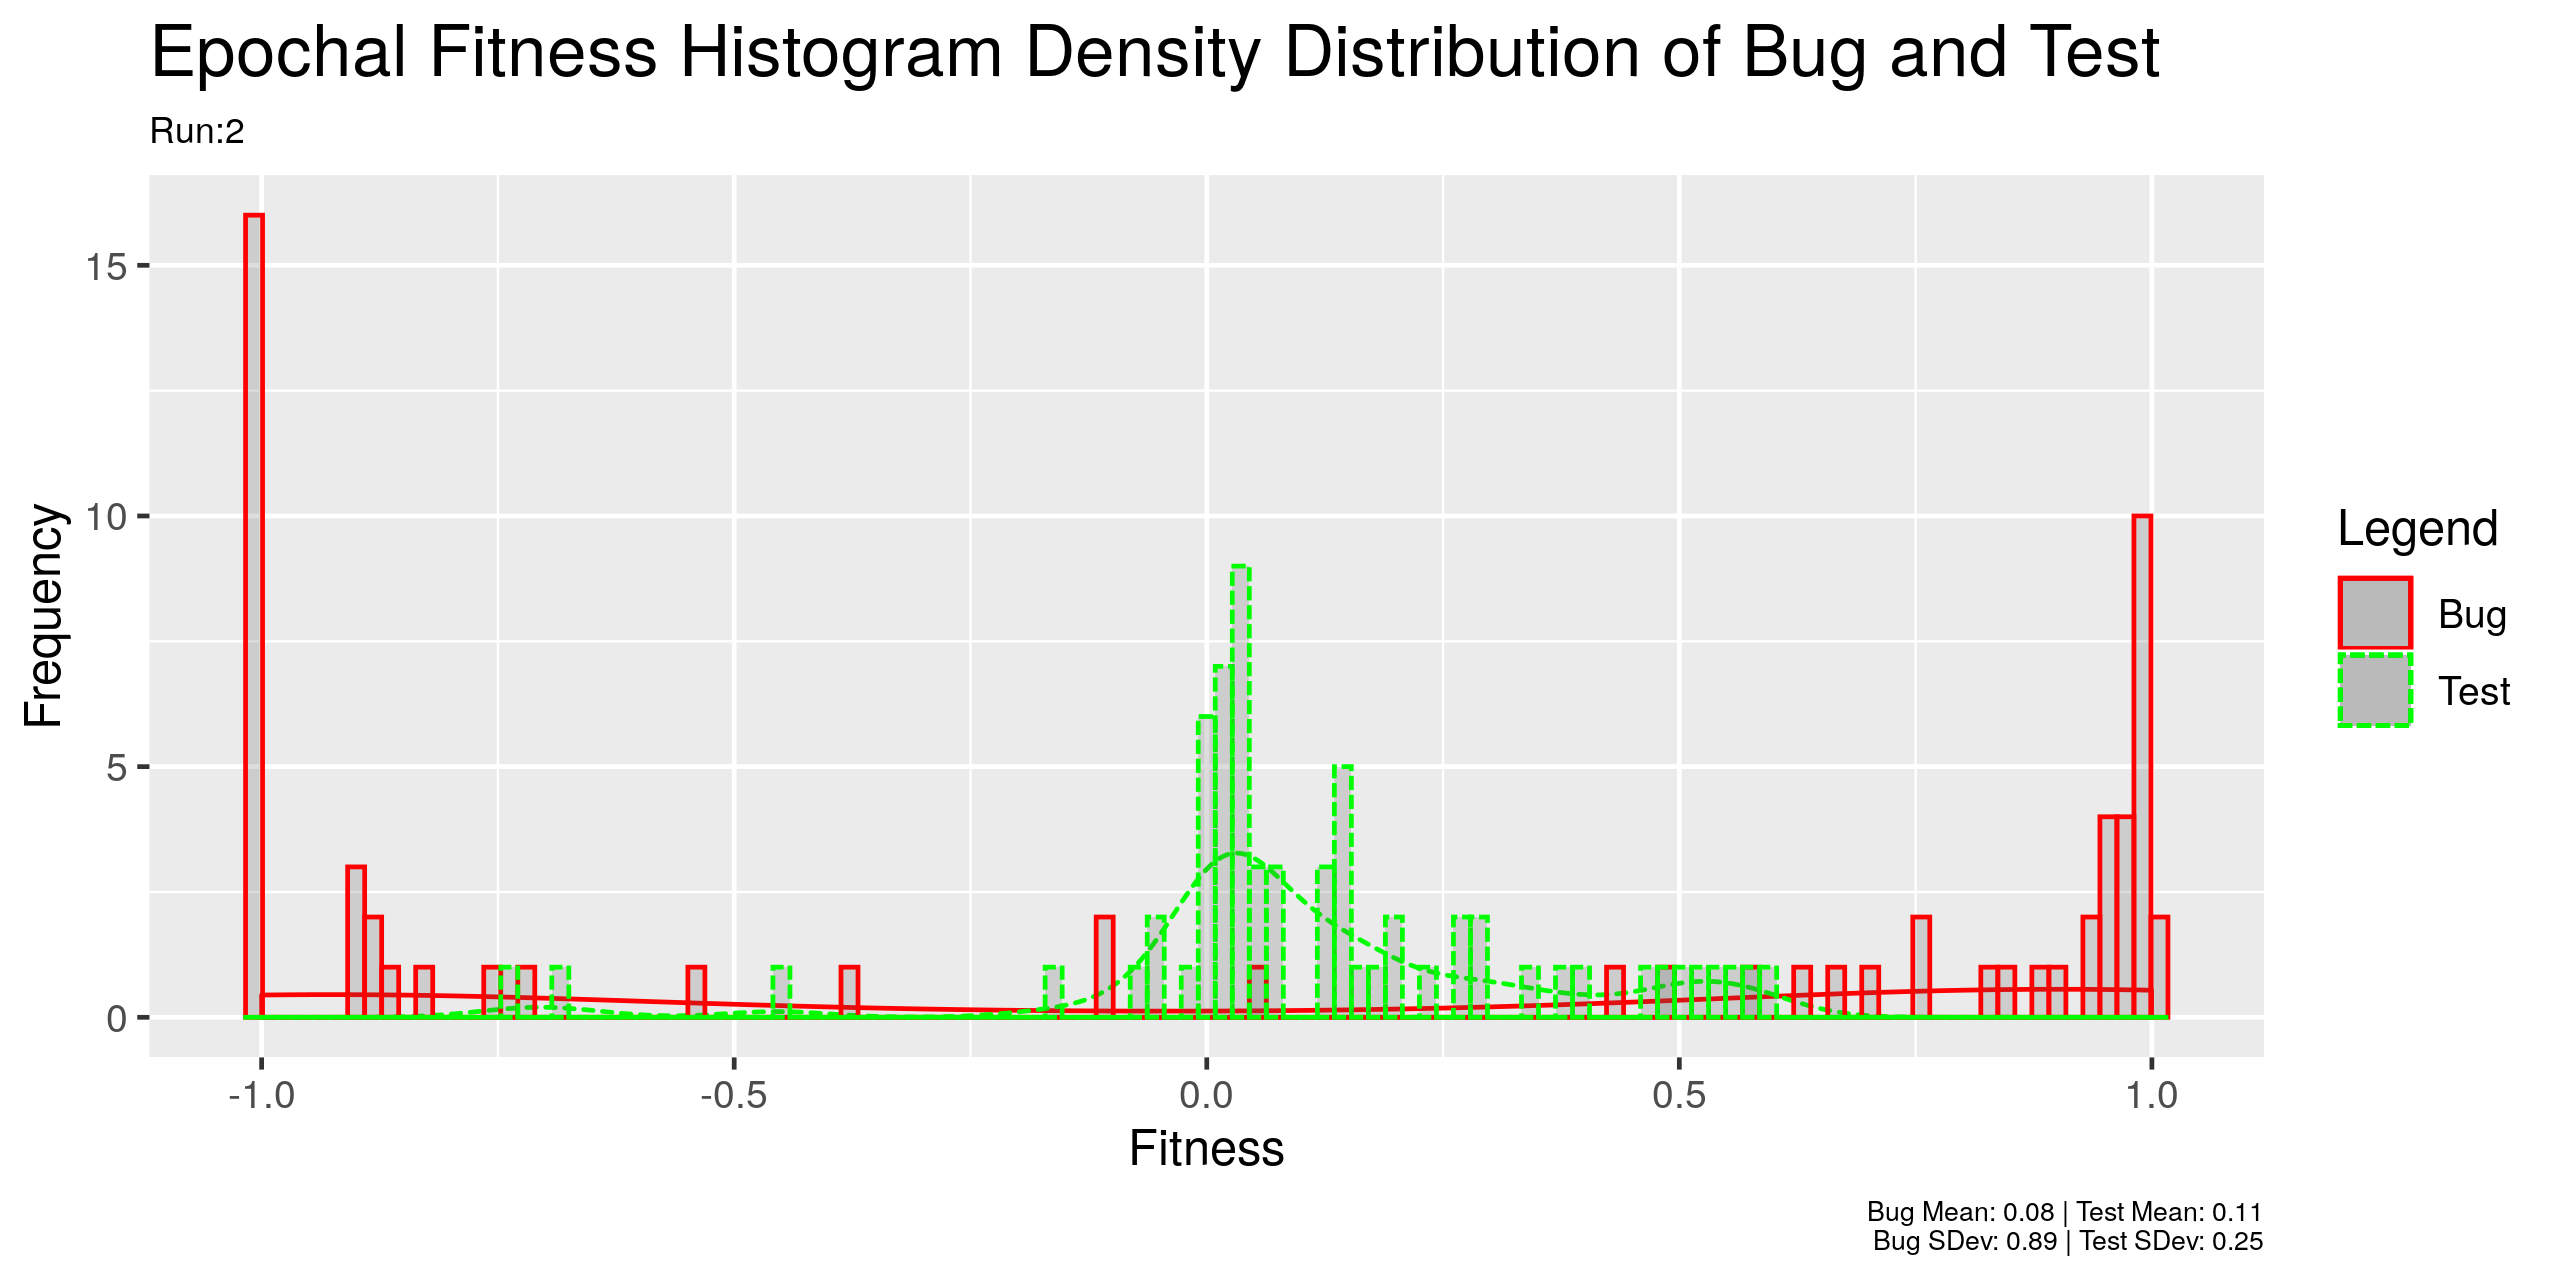 Epochal Fitness Histogram Density Distribution of Bug and Test
Run:2
15
10
5
0
Frequency
-1.0
-0.5
0.0
0.5
1.0
Fitness
Legend
Bug
Test
Bug Mean: 0.08 | Test Mean: 0.11
Bug SDev: 0.89 | Test SDev: 0.25